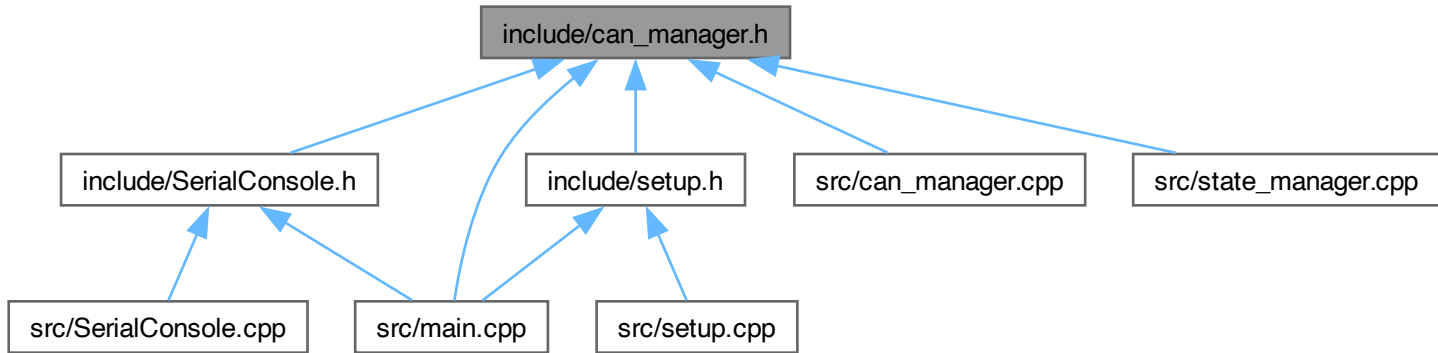 include/can_manager.h
include/SerialConsole.h
include/setup.h
src/can_manager.cpp
src/state_manager.cpp
src/SerialConsole.cpp
src/main.cpp
src/setup.cpp